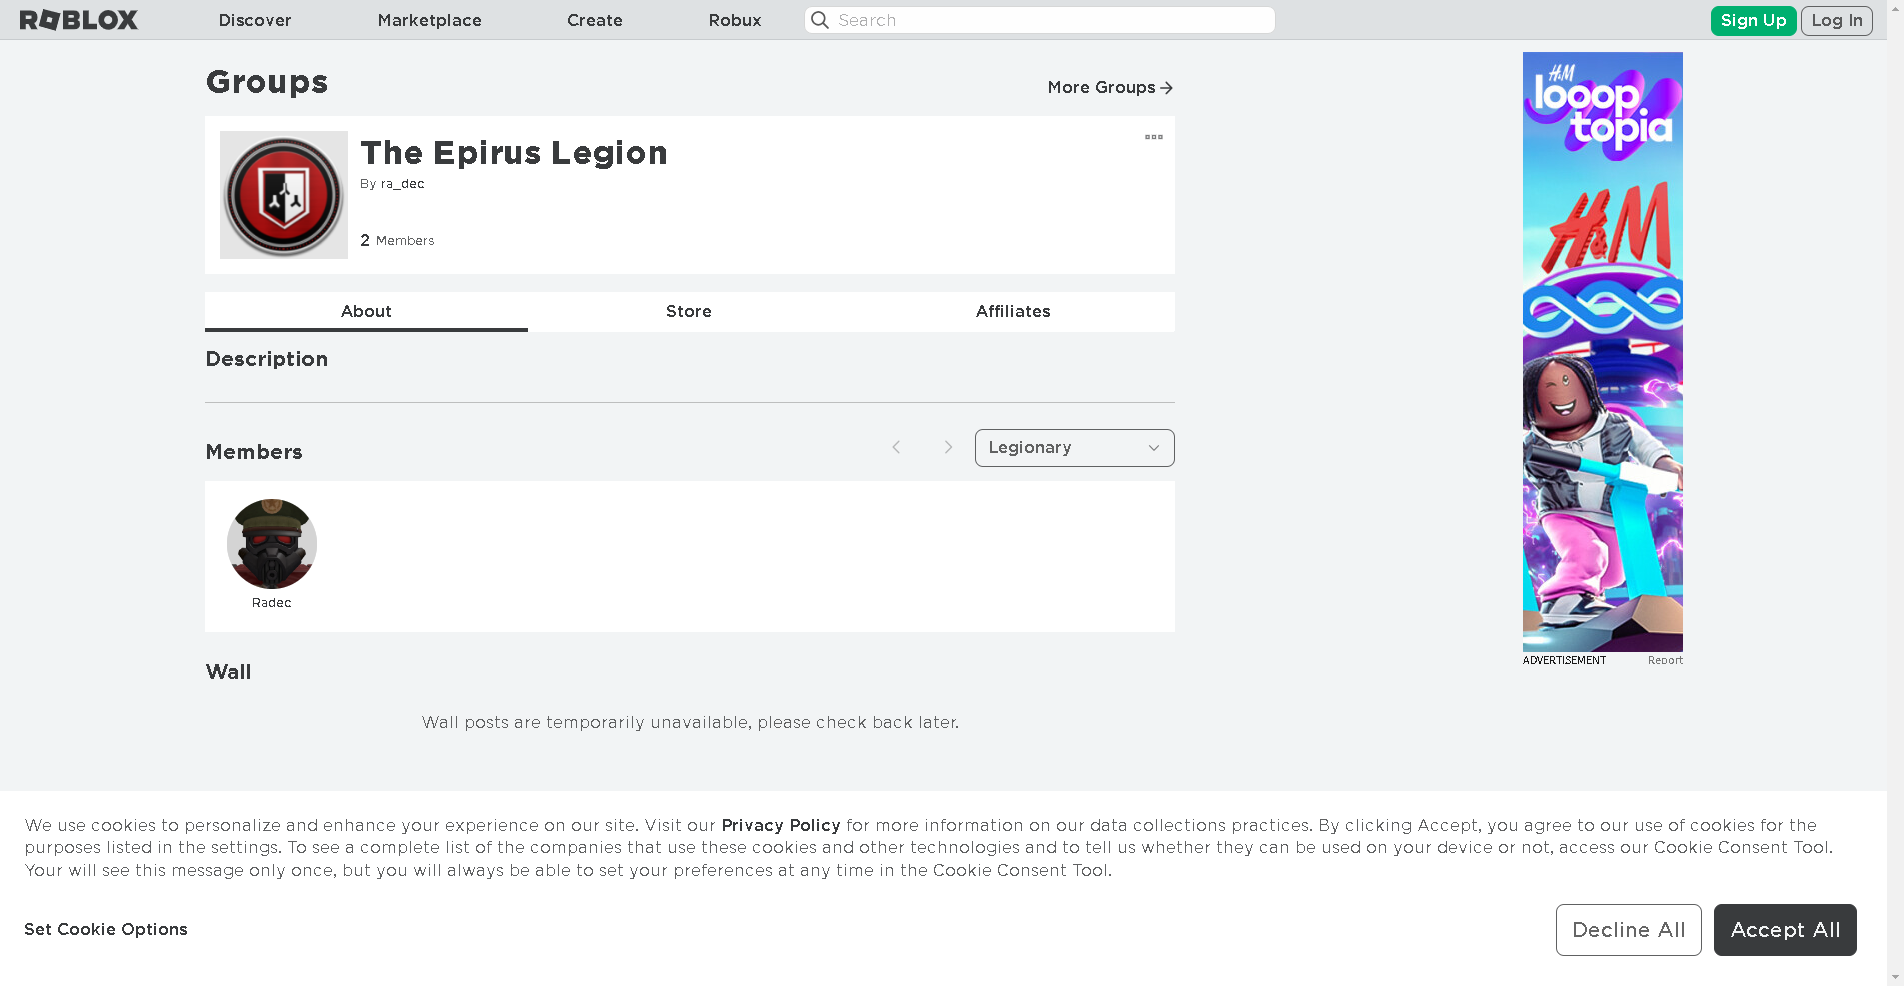 ROBLOX Discover Marketplace Create Robux Search Sign Up Log In
Groups
More Groups
The Epirus Legion
By ra_dec
2 Members
About Store Affiliates
Description
Members
Legionary
Radec
Wall
Wall posts are temporarily unavailable, please check back later.
H&M
looop
topia
H&M
ADVERTISEMENT Report
We use cookies to personalize and enhance your experience on our site. Visit our Privacy Policy for more information on our data collections practices. By clicking Accept, you agree to our use of cookies for the
purposes listed in the settings. To see a complete list of the companies that use these cookies and other technologies and to tell us whether they can be used on your device or not, access our Cookie Consent Tool.
Your will see this message only once, but you will always be able to set your preferences at any time in the Cookie Consent Tool.
Set Cookie Options
Decline All
Accept All